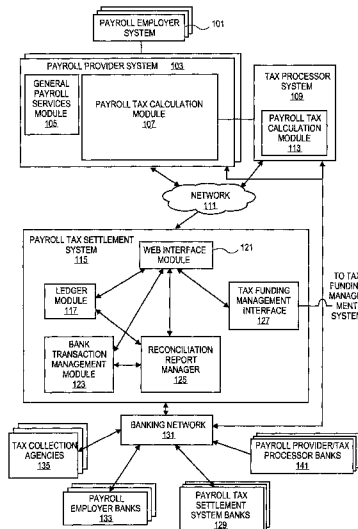 PAYROLL EMPLOYER
SYSTEM
101
PAYROLL PROVIDER SYSTEM 103
GENERAL
PAYROLL
SERVICES
MODULE
105
PAYROLL TAX CALCULATION
MODULE
107
TAX PROCESSOR
SYSTEM
109
PAYROLL TAX
CALCULATION
MODULE
113
NETWORK
111
PAYROLL TAX SETTLEMENT
SYSTEM
115
WEB INTERFACE
MODULE
121
LEDGER
MODULE
117
TAX FUNDING
MANAGEMENT
INTERFACE
127
TO TAX
FUNDING
MANAGE
MENT
SYSTEM
BANK
TRANSACTION
MANAGEMENT
MODULE
123
RECONCILIATION
REPORT
MANAGER
125
BANKING NETWORK
131
TAX COLLECTION
AGENCIES
135
PAYROLL PROVIDER/TAX
PROCESSOR BANKS
141
PAYROLL
EMPLOYER BANKS
133
PAYROLL TAX
SETTLEMENT
SYSTEM BANKS
129